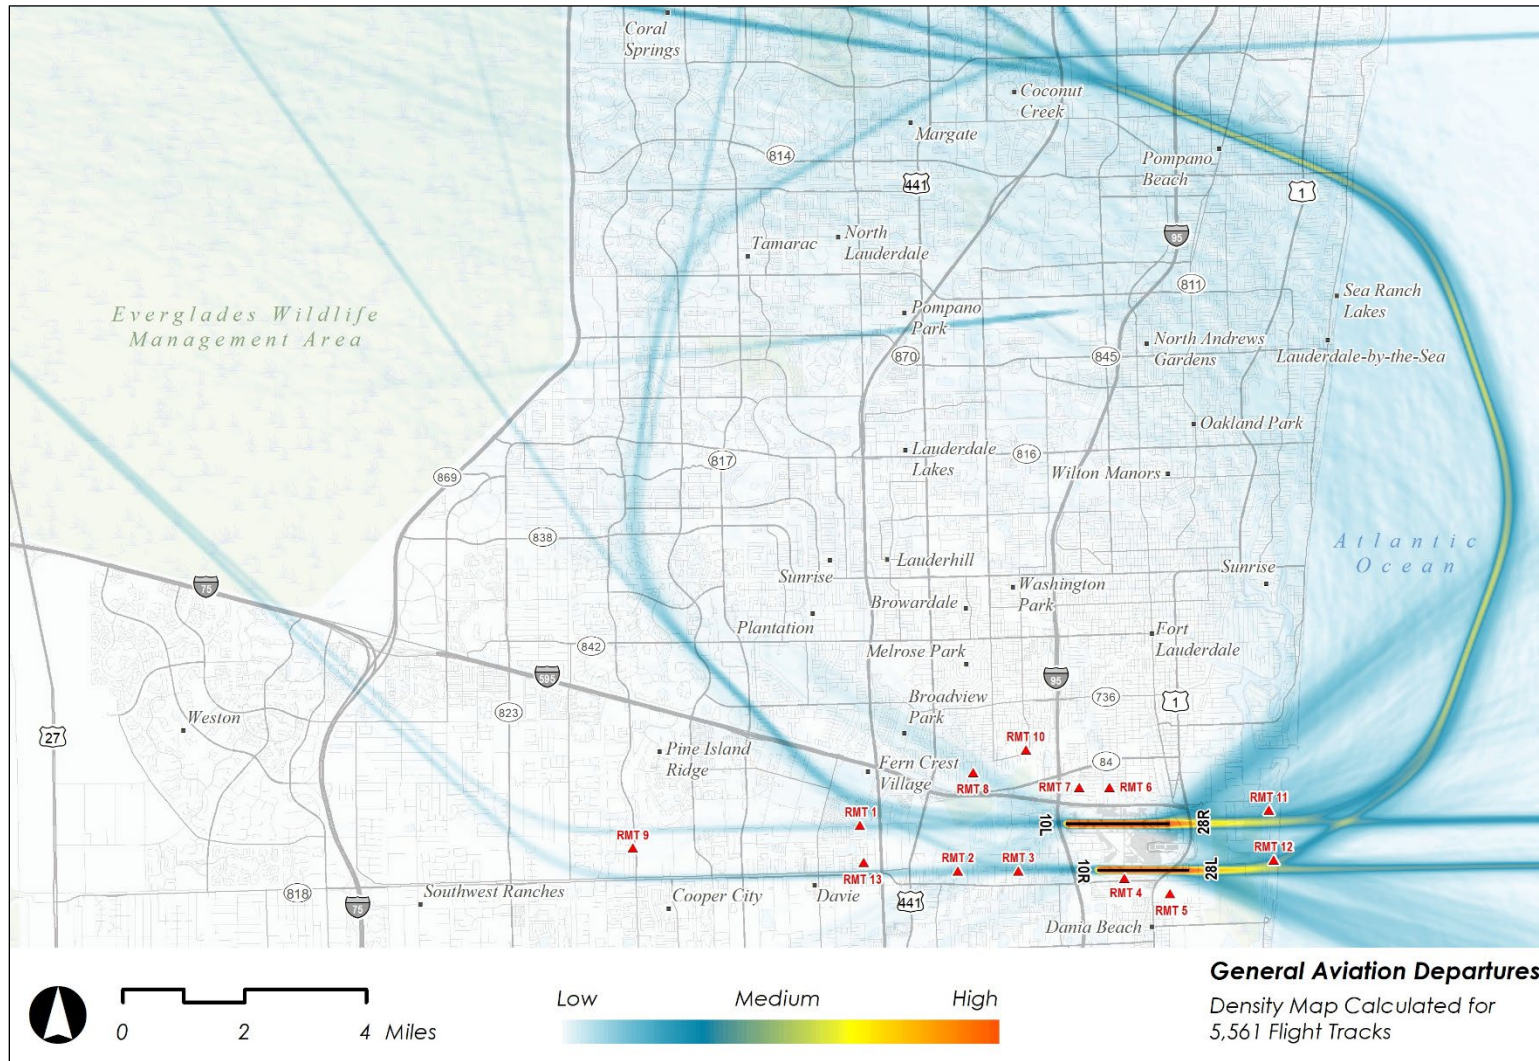 Coral
Springs
Coconut
Creek
Margate
814
441
Pompano
Beach
1
North
Lauderdale
Tamarac
95
811
Everglades Wildlife
Management Area
Pompano
Park
Sea Ranch
Lakes
North Andrews
Gardens
Lauderdale-by-the-Sea
870
845
Oakland Park
Lauderdale
Lakes
816
817
869
Wilton Manors
838
Atlantic
Ocean
Sunrise
Lauderhill
Sunrise
75
Washington
Park
Browardale
Plantation
Fort
Lauderdale
842
Melrose Park
595
95
736
1
Broadview
Park
823
Weston
27
Pine Island
Ridge
RMT 10
84
Fern Crest
Village
RMT 8
RMT 7
RMT 6
RMT 11
RMT 1
10L
28R
RMT 9
RMT 12
RMT 13
RMT 2
RMT 3
10R
28L
RMT 4
818
Southwest Ranches
Cooper City
Davie
441
RMT 5
75
Dania Beach
0 2 4 Miles
Low Medium High
General Aviation Departures
Density Map Calculated for
5,561 Flight Tracks